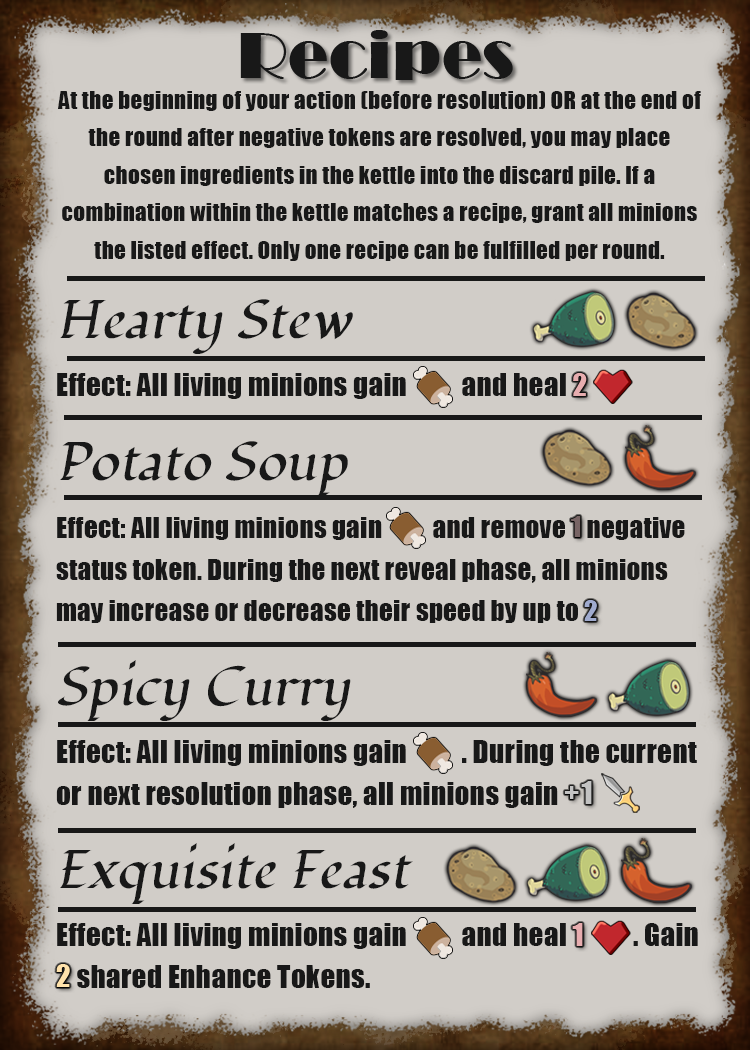 Recipes
At the beginning of your action (before resolution) OR at the end of
the round after negative tokens are resolved, you may place
chosen ingredients in the kettle into the discard pile. If a
combination within the kettle matches a recipe, grant all minions
the listed effect. Only one recipe can be fulfilled per round.
Hearty Stew
Effect: All living minions gain and heal 2
Potato Soup
Effect: All living minions gain and remove 1 negative
status token. During the next reveal phase, all minions
may increase or decrease their speed by up to 2
Spicy Curry
Effect: All living minions gain . During the current
or next resolution phase, all minions gain +1
Exquisite Feast
Effect: All living minions gain and heal 1 . Gain
2 shared Enhance Tokens.